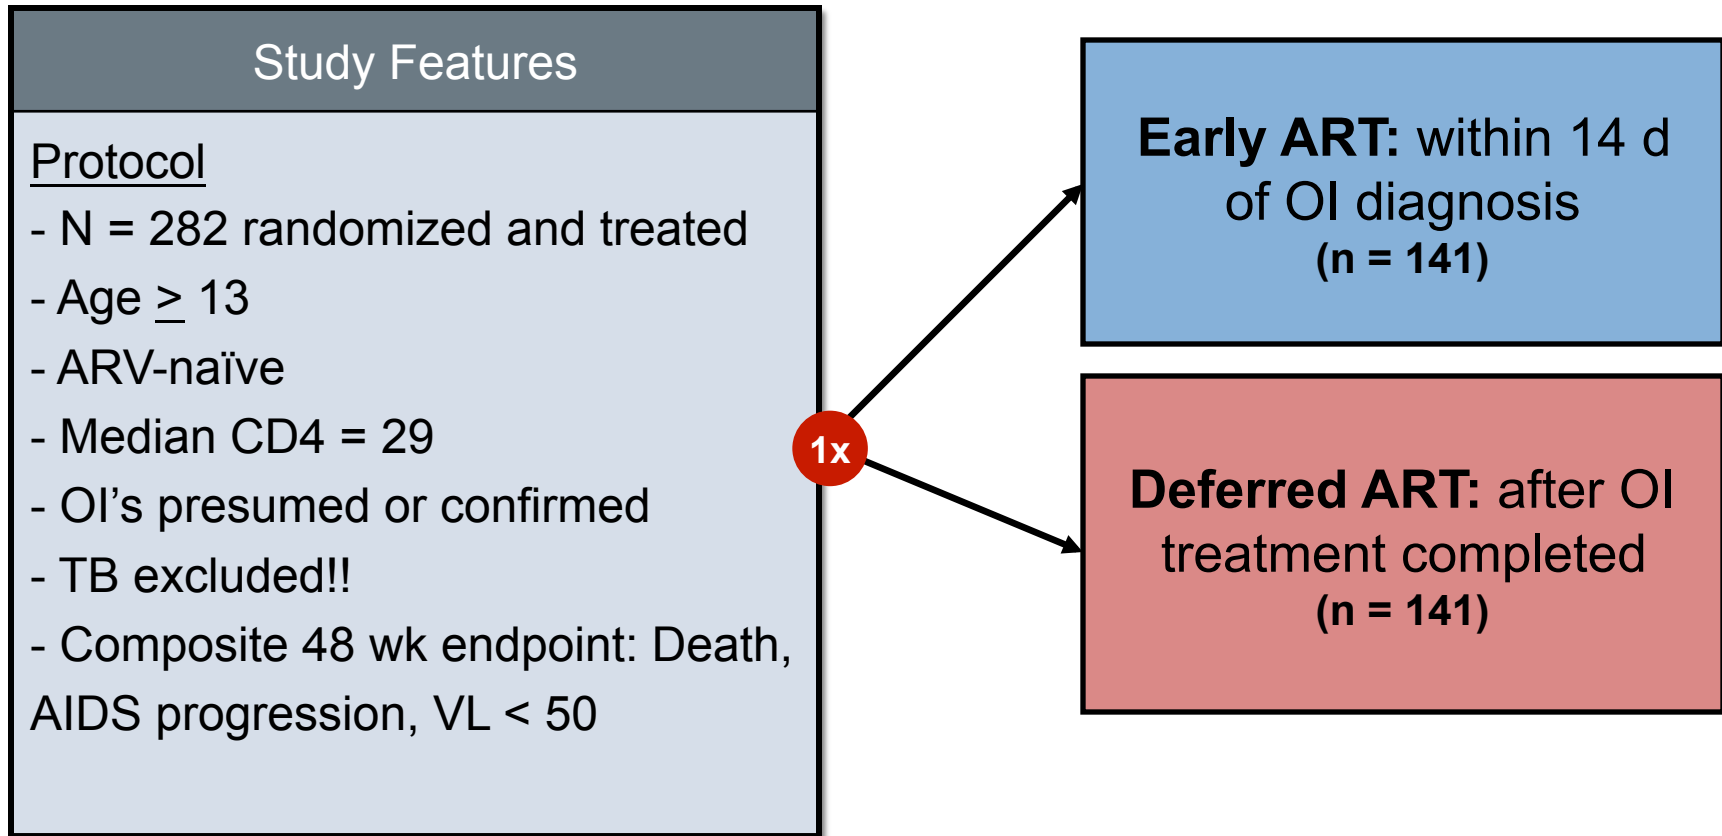 Study Features
Protocol
- N = 282 randomized and treated
- Age ≥ 13
- ARV-naïve
- Median CD4 = 29
- OI’s presumed or confirmed
- TB excluded!!
- Composite 48 wk endpoint: Death,
AIDS progression, VL < 50
1x
Early ART: within 14 d
of OI diagnosis
(n = 141)
Deferred ART: after OI
treatment completed
(n = 141)